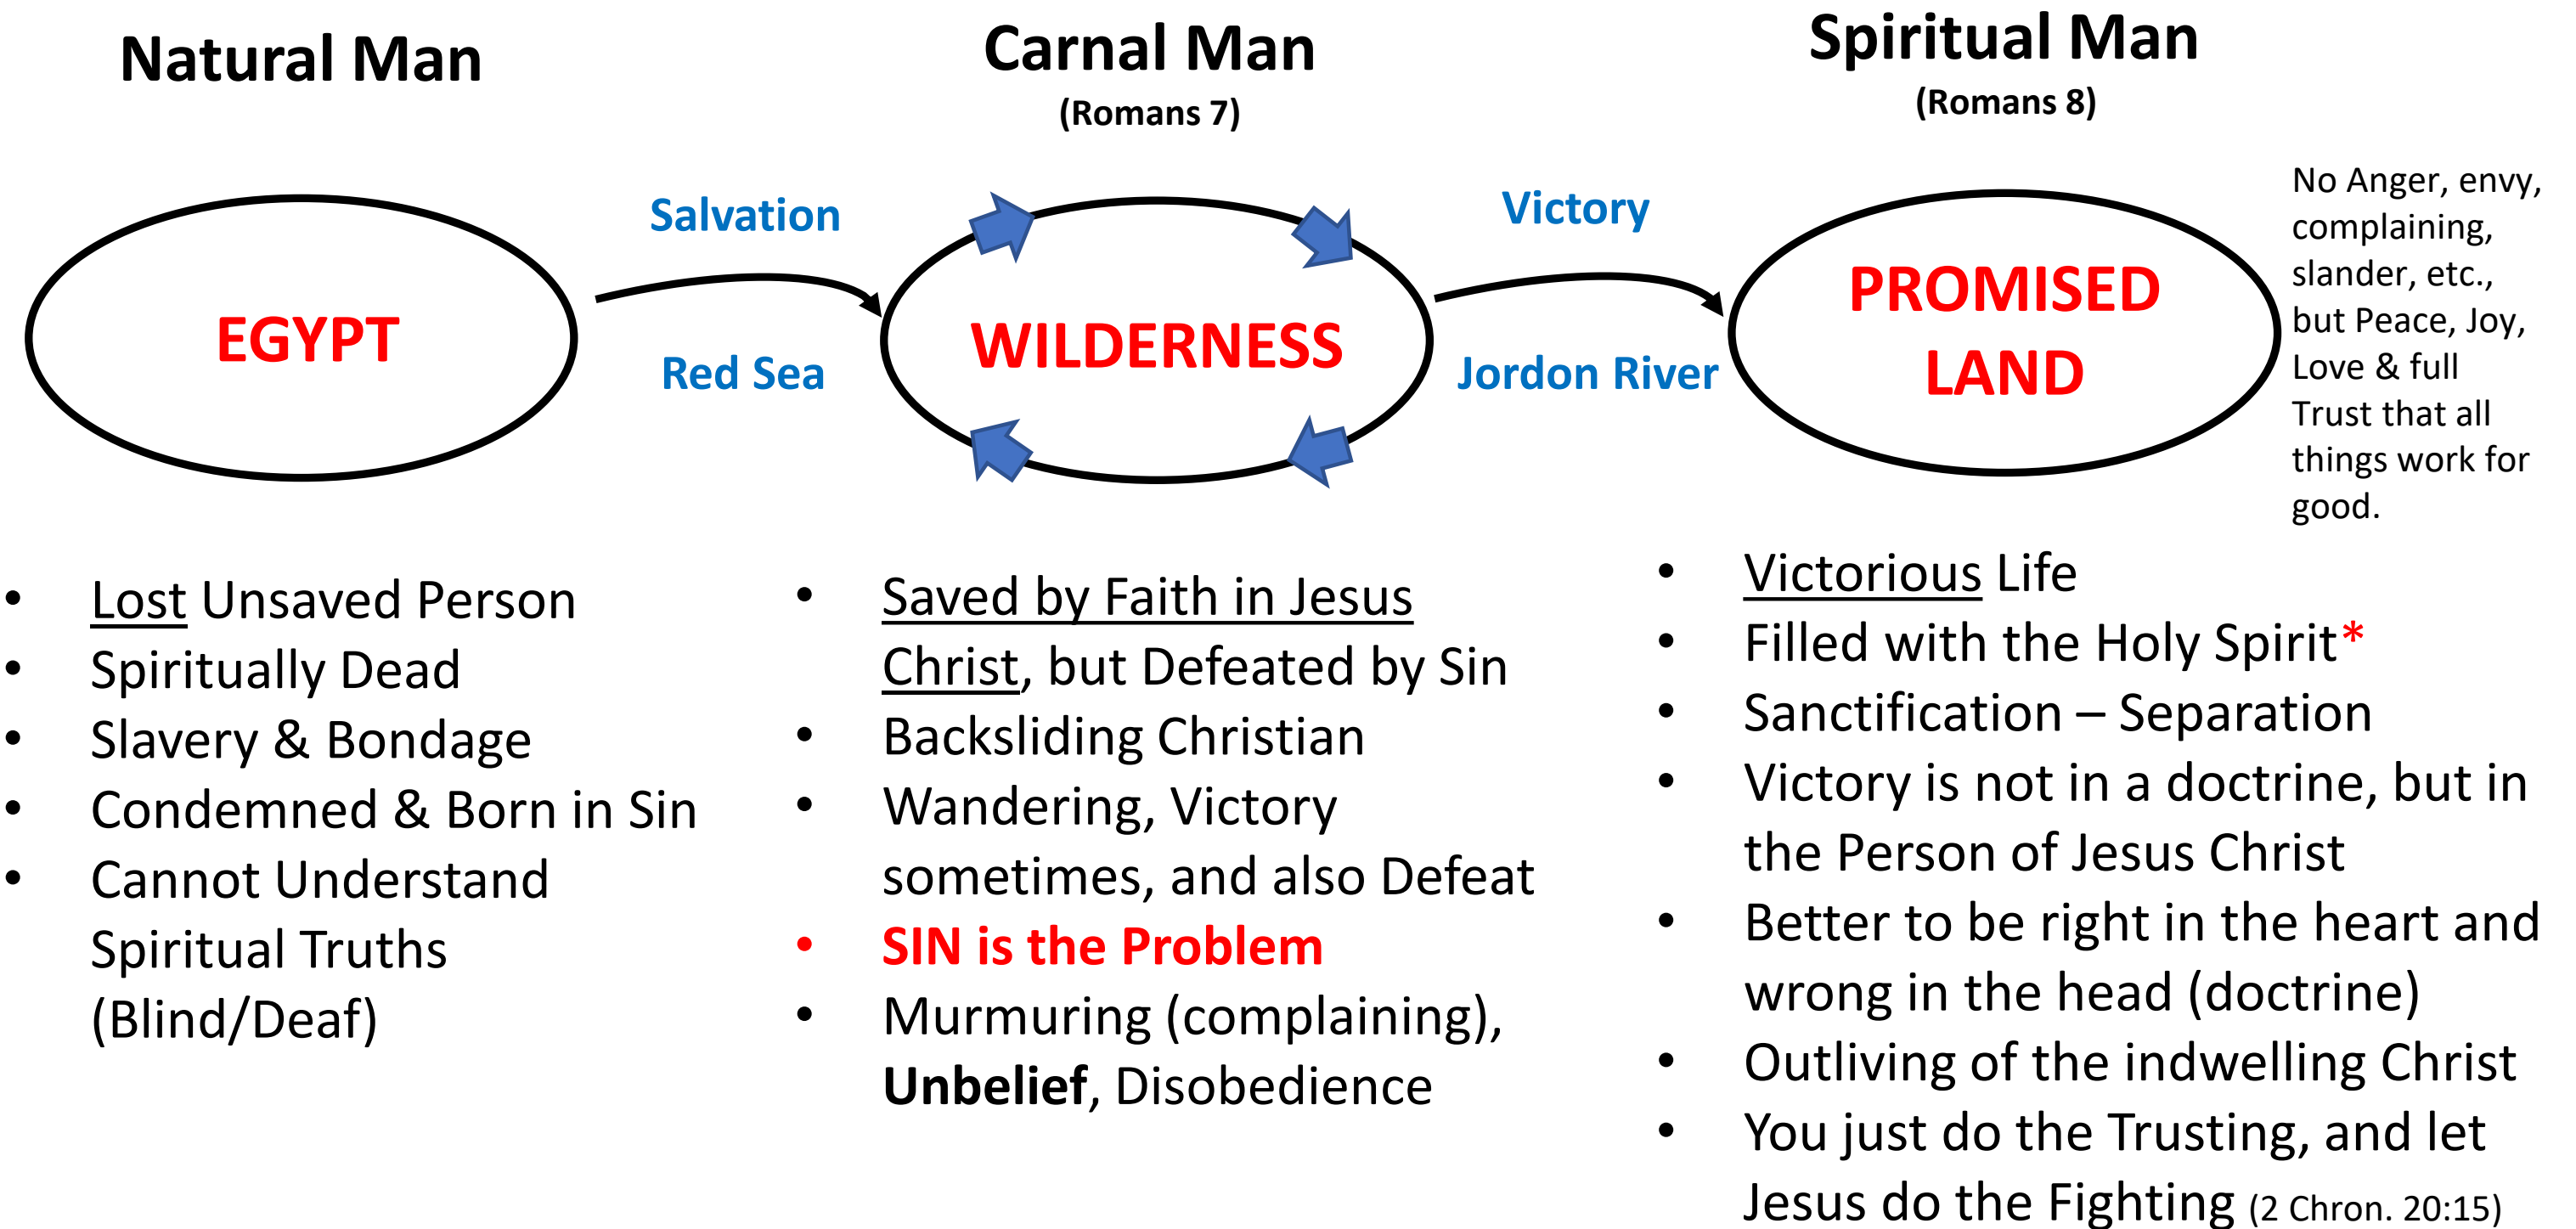 Natural Man
Carnal Man
(Romans 7)
Spiritual Man
(Romans 8)
EGYPT
Salvation
Red Sea
WILDERNESS
Victory
Jordon River
PROMISED
LAND
No Anger, envy,
complaining,
slander, etc.,
but Peace, Joy,
Love & full
Trust that all
things work for
good.
• Lost Unsaved Person
• Spiritually Dead
• Slavery & Bondage
• Condemned & Born in Sin
• Cannot Understand
Spiritual Truths
(Blind/Deaf)
• Saved by Faith in Jesus
Christ, but Defeated by Sin
• Backsliding Christian
• Wandering, Victory
sometimes, and also Defeat
• SIN is the Problem
• Murmuring (complaining),
Unbelief, Disobedience
• Victorious Life
• Filled with the Holy Spirit*
• Sanctification – Separation
• Victory is not in a doctrine, but in
the Person of Jesus Christ
• Better to be right in the heart and
wrong in the head (doctrine)
• Outliving of the indwelling Christ
• You just do the Trusting, and let
Jesus do the Fighting (2 Chron. 20:15)